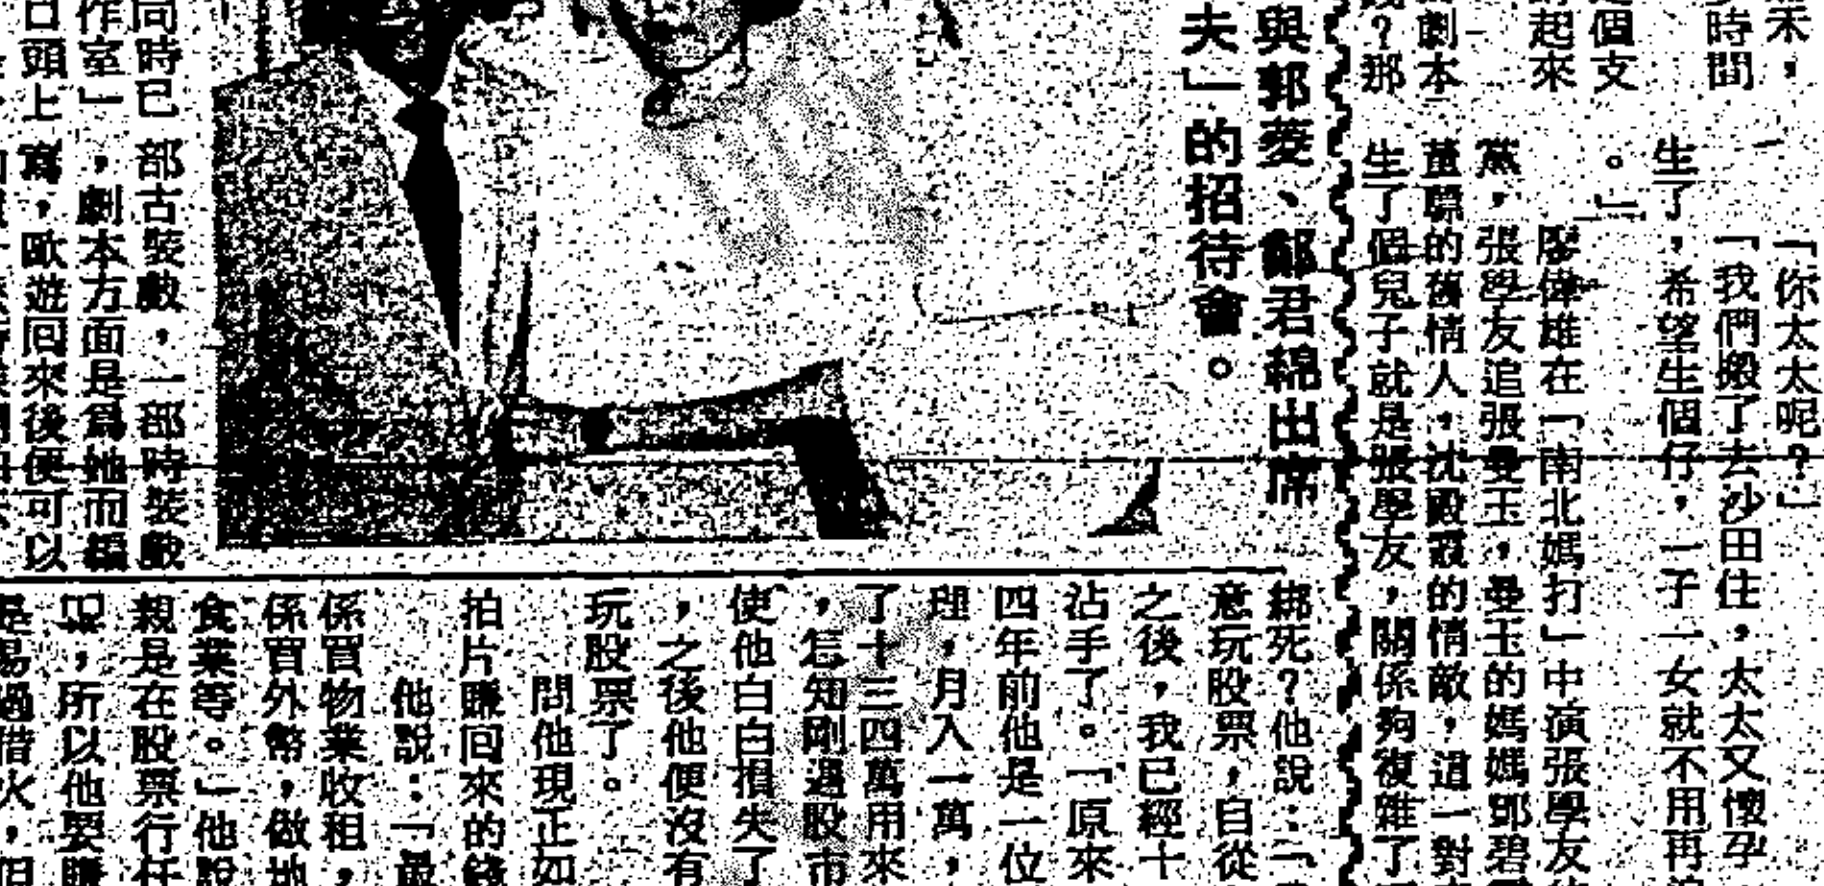 禾，
「你太太呢？」
時間
「我們搬了去沙田住，太太又懷孕
生了，希望生個仔，一子一女就不用再
個支
。」
起來
廖偉雄在「南北媽打」中演張學友
黨，張學友追張曼玉，曼玉的媽媽鄧碧
劇本
董驃的舊情人，沈殿霞的情敵，這一對
？那
生了個兒子就是張學友，關係夠複雜了
與郭菱、鄭君綿出席
夫」的招待會。
同時已
部古裝戲，一部時裝戲
作室」
，劇本方面是為她而編
口頭上
寫，歐遊回來後便可以
綁死？他說：「
意玩股票，自從
之後，我已經十
沾手了。「原來
四年前他是一位
理，月入一萬，
了十三四萬用來
，怎知剛遇股市
使他白白損失了
，之後他便沒有
玩股票了。
問他現正如
拍片賺回來的錢
他說：「最
係買物業收租，
係買外幣，做地
食業等。」他說
親是在股票行任
，所以他要賺
是易過借火，但